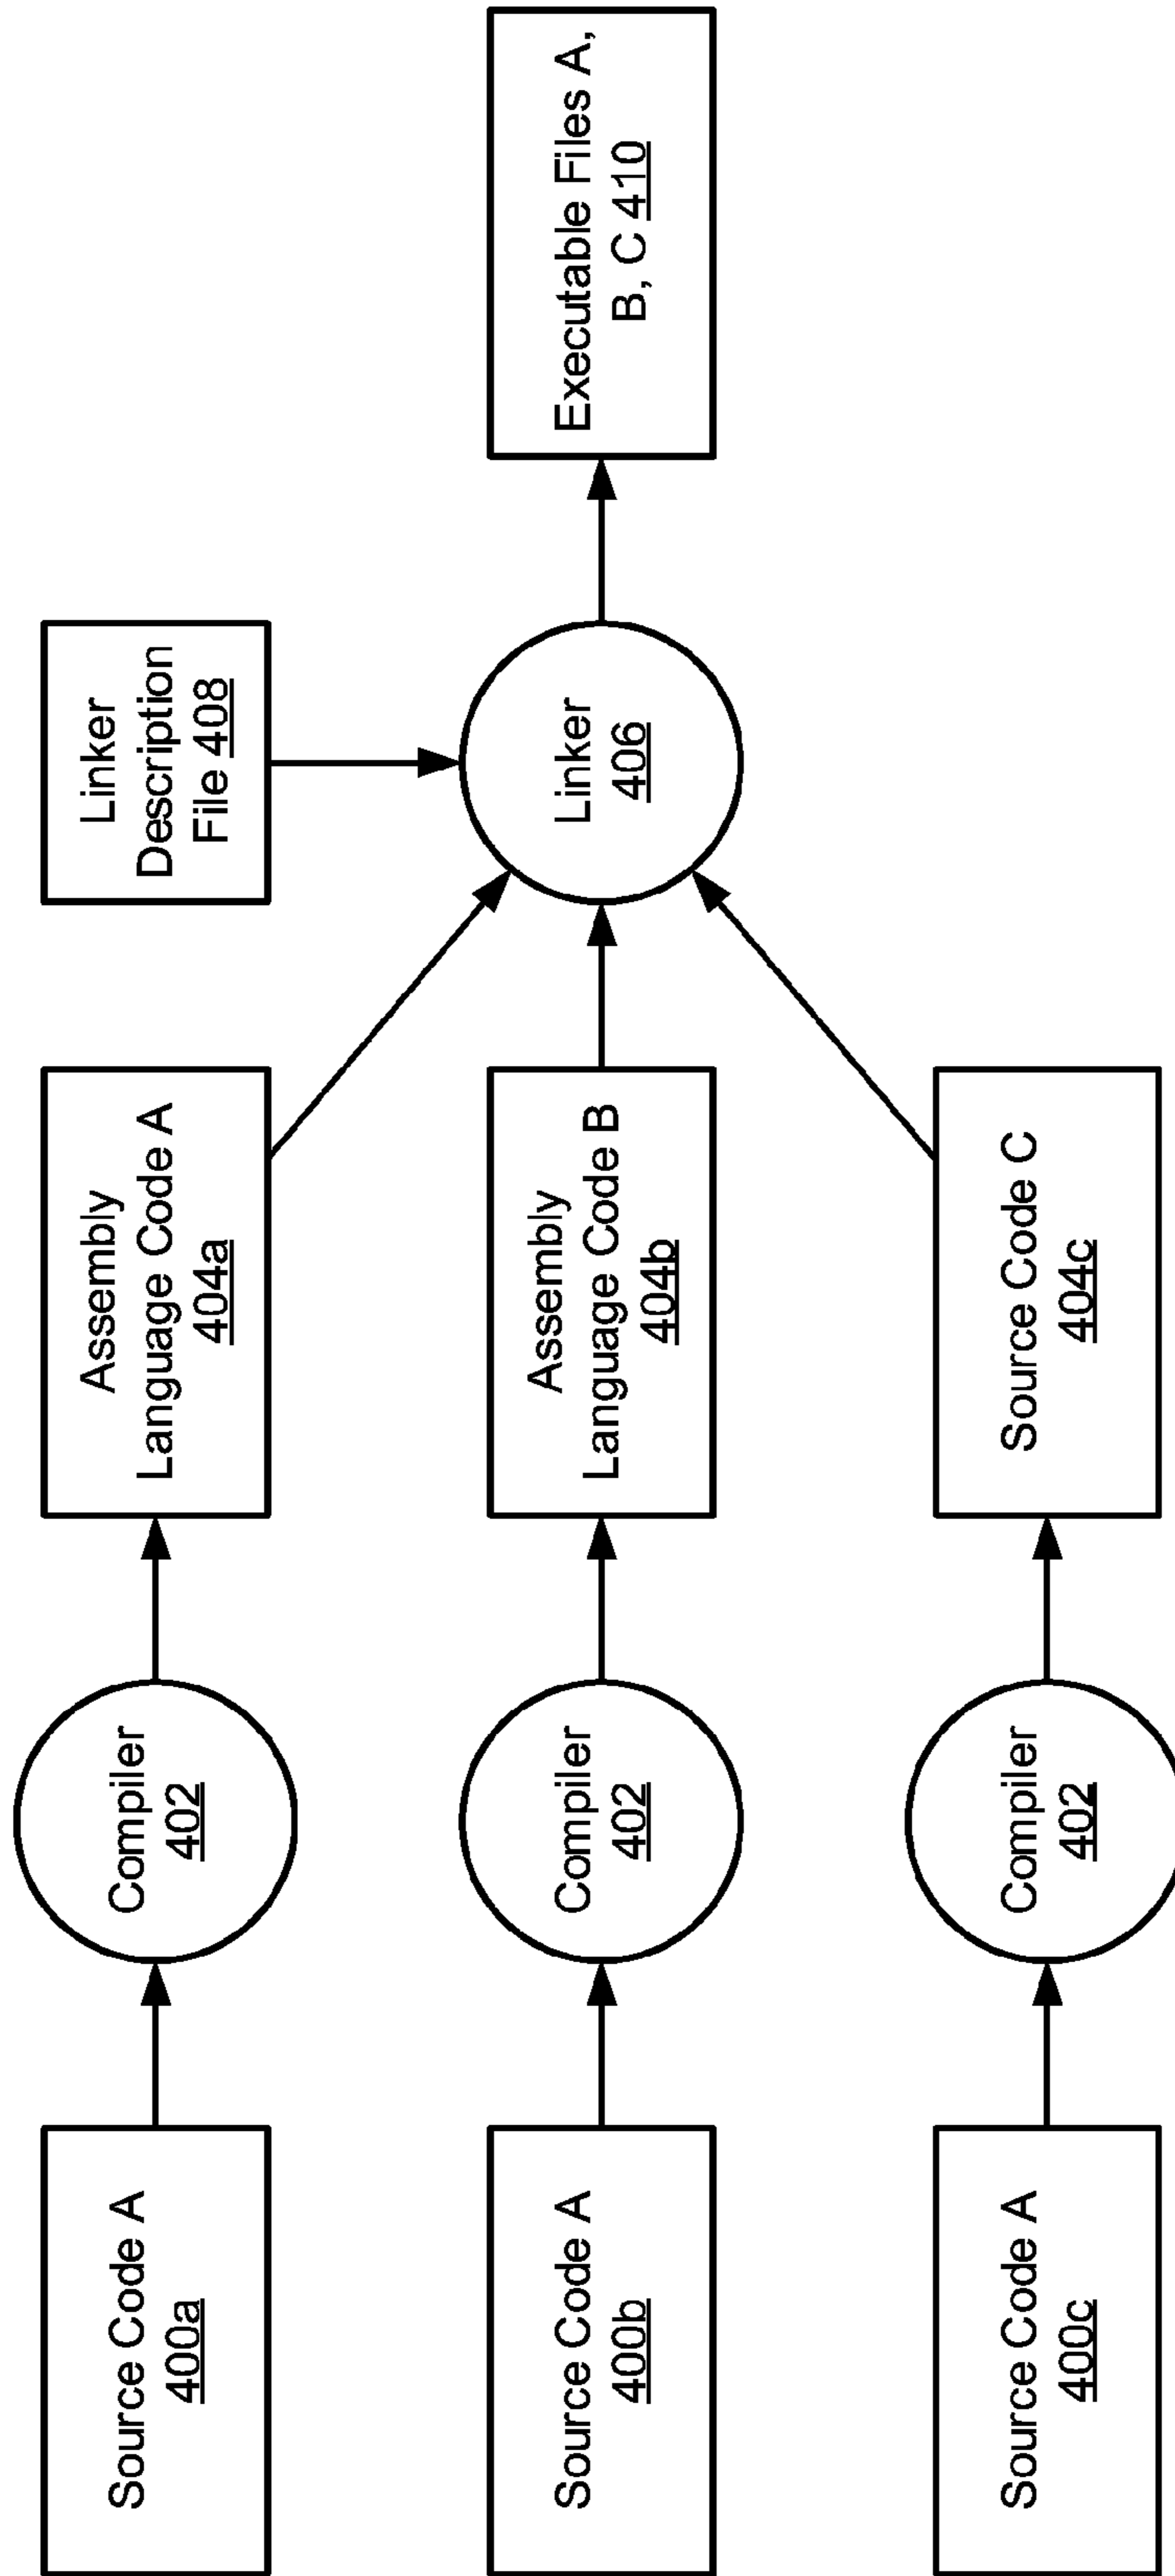 Source Code A
400a
Compiler
402
Assembly
Language Code A
404a
Linker
Description
File 408
Source Code A
400b
Compiler
402
Assembly
Language Code B
404b
Linker
406
Executable Files A,
B, C 410
Source Code A
400c
Compiler
402
Source Code C
404c